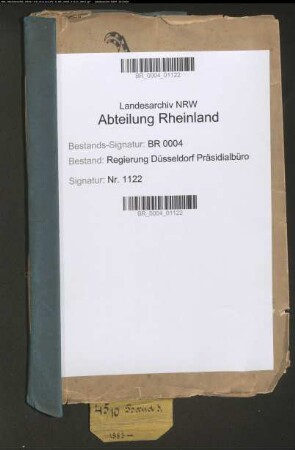 BR_0004_01122
Landesarchiv NRW
Abteilung Rheinland
Bestands-Signatur: BR 0004
Bestand: Regierung Düsseldorf Präsidialbüro
Signatur: Nr. 1122
BR_0004_01122